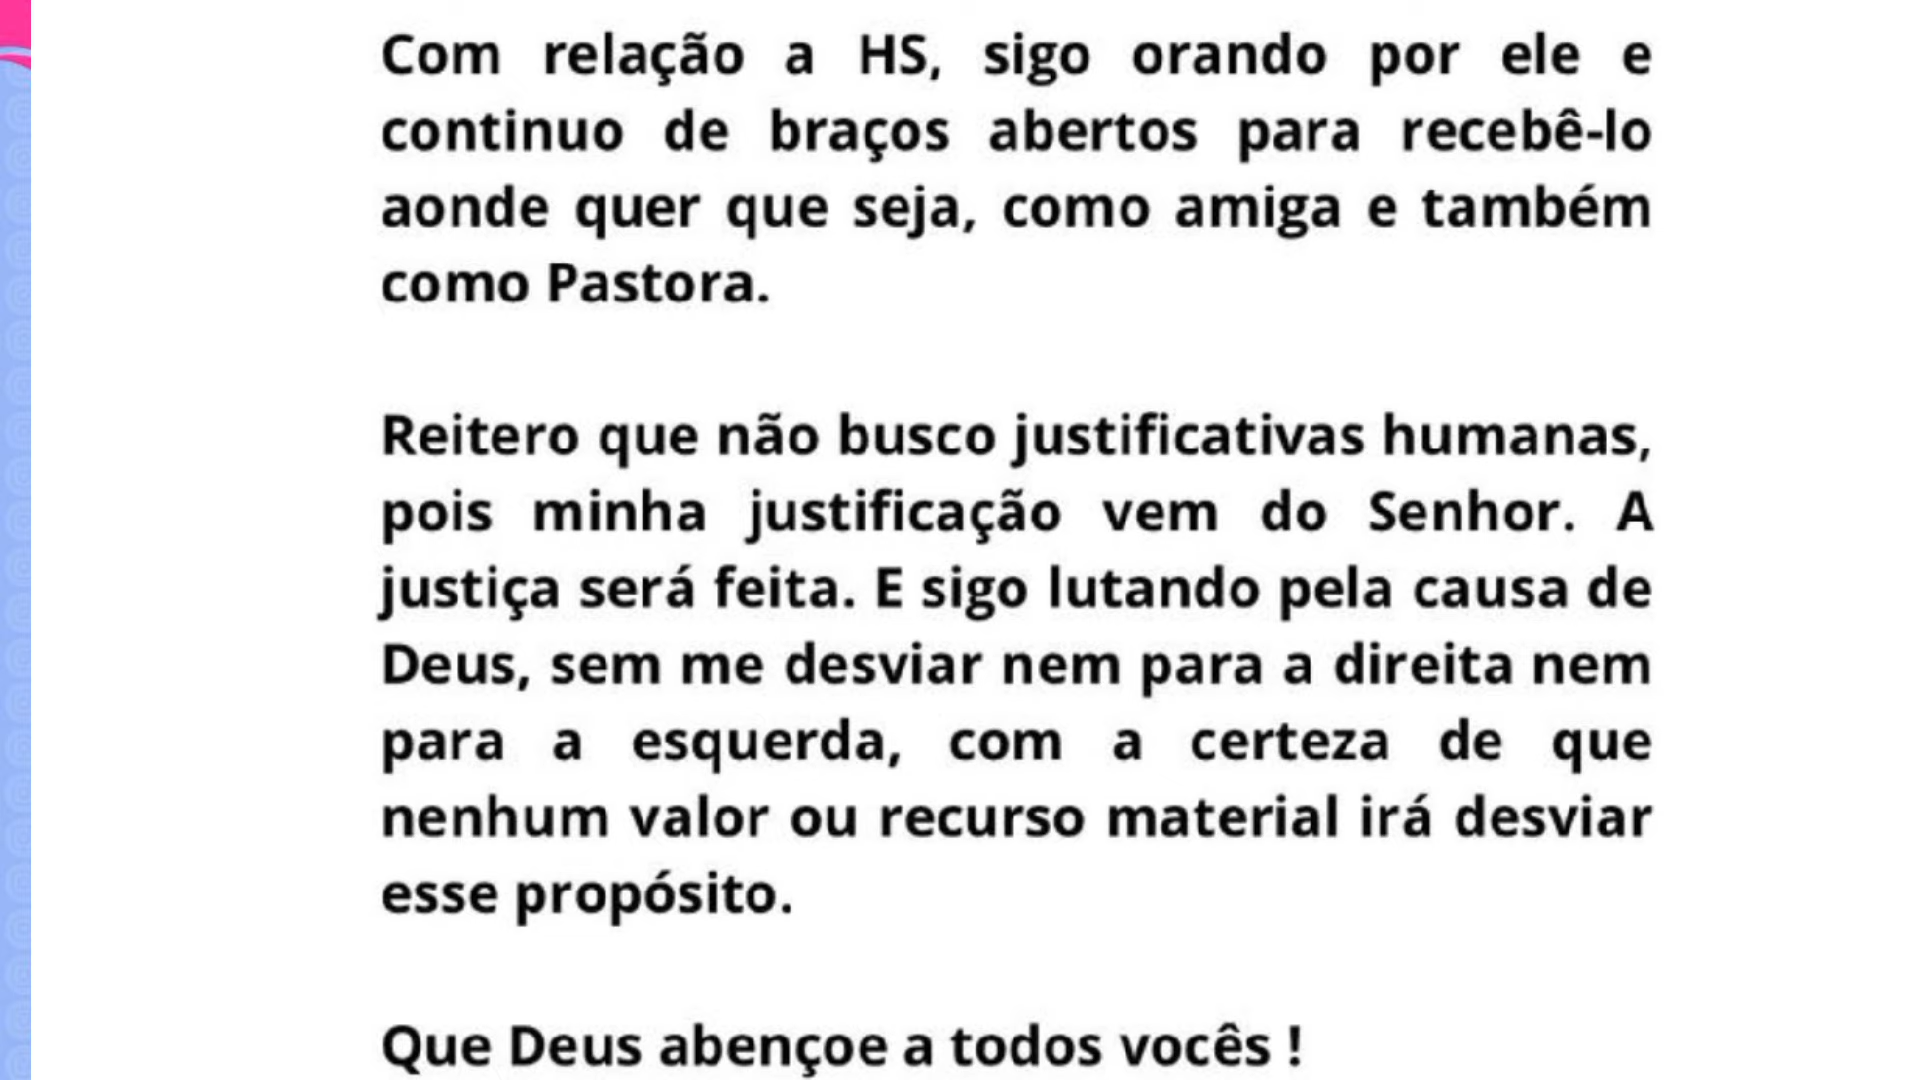 Com relação a HS, sigo orando por ele e
continuo de braços abertos para recebê-lo
aonde quer que seja, como amiga e também
como Pastora.
Reitero que não busco justificativas humanas,
pois minha justificação vem do Senhor. A
justiça será feita. E sigo lutando pela causa de
Deus, sem me desviar nem para a direita nem
para a esquerda, com a certeza de que
nenhum valor ou recurso material irá desviar
esse propósito.
Que Deus abençoe a todos vocês !